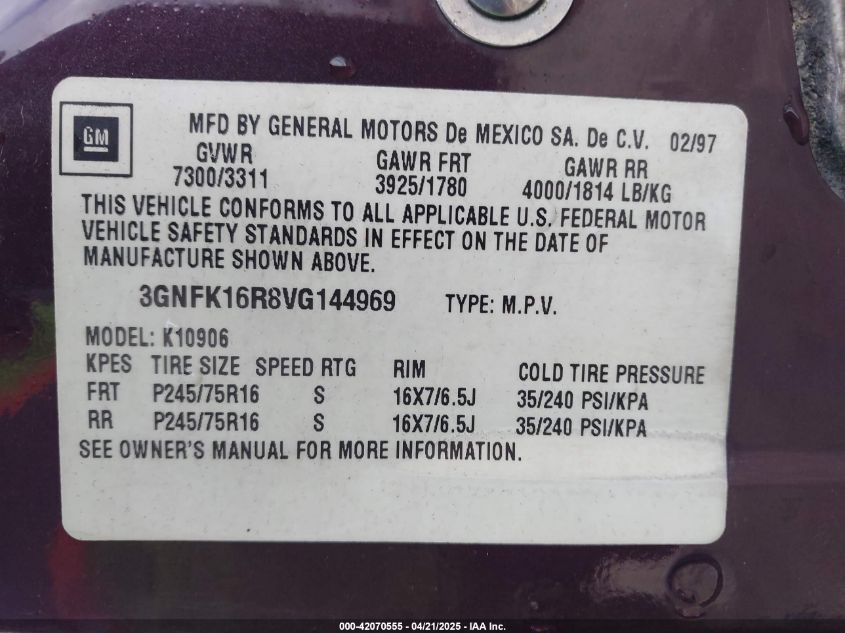 GM
MFD BY GENERAL MOTORS De MEXICO SA. De C.V. 02/97
GVWR GAWR FRT GAWR RR
7300/3311 3925/1780 4000/1814 LB/KG
THIS VEHICLE CONFORMS TO ALL APPLICABLE U.S. FEDERAL MOTOR
VEHICLE SAFETY STANDARDS IN EFFECT ON THE DATE OF
MANUFACTURE SHOWN ABOVE.
3GNFK16R8VG144969 TYPE: M.P.V.
MODEL: K10906
KPES TIRE SIZE SPEED RTG RIM COLD TIRE PRESSURE
FRT P245/75R16 S 16X7/6.5J 35/240 PSI/KPA
RR P245/75R16 S 16X7/6.5J 35/240 PSI/KPA
SEE OWNER'S MANUAL FOR MORE INFORMATION.
000-42070555 - 04/21/2025 - IAA Inc.